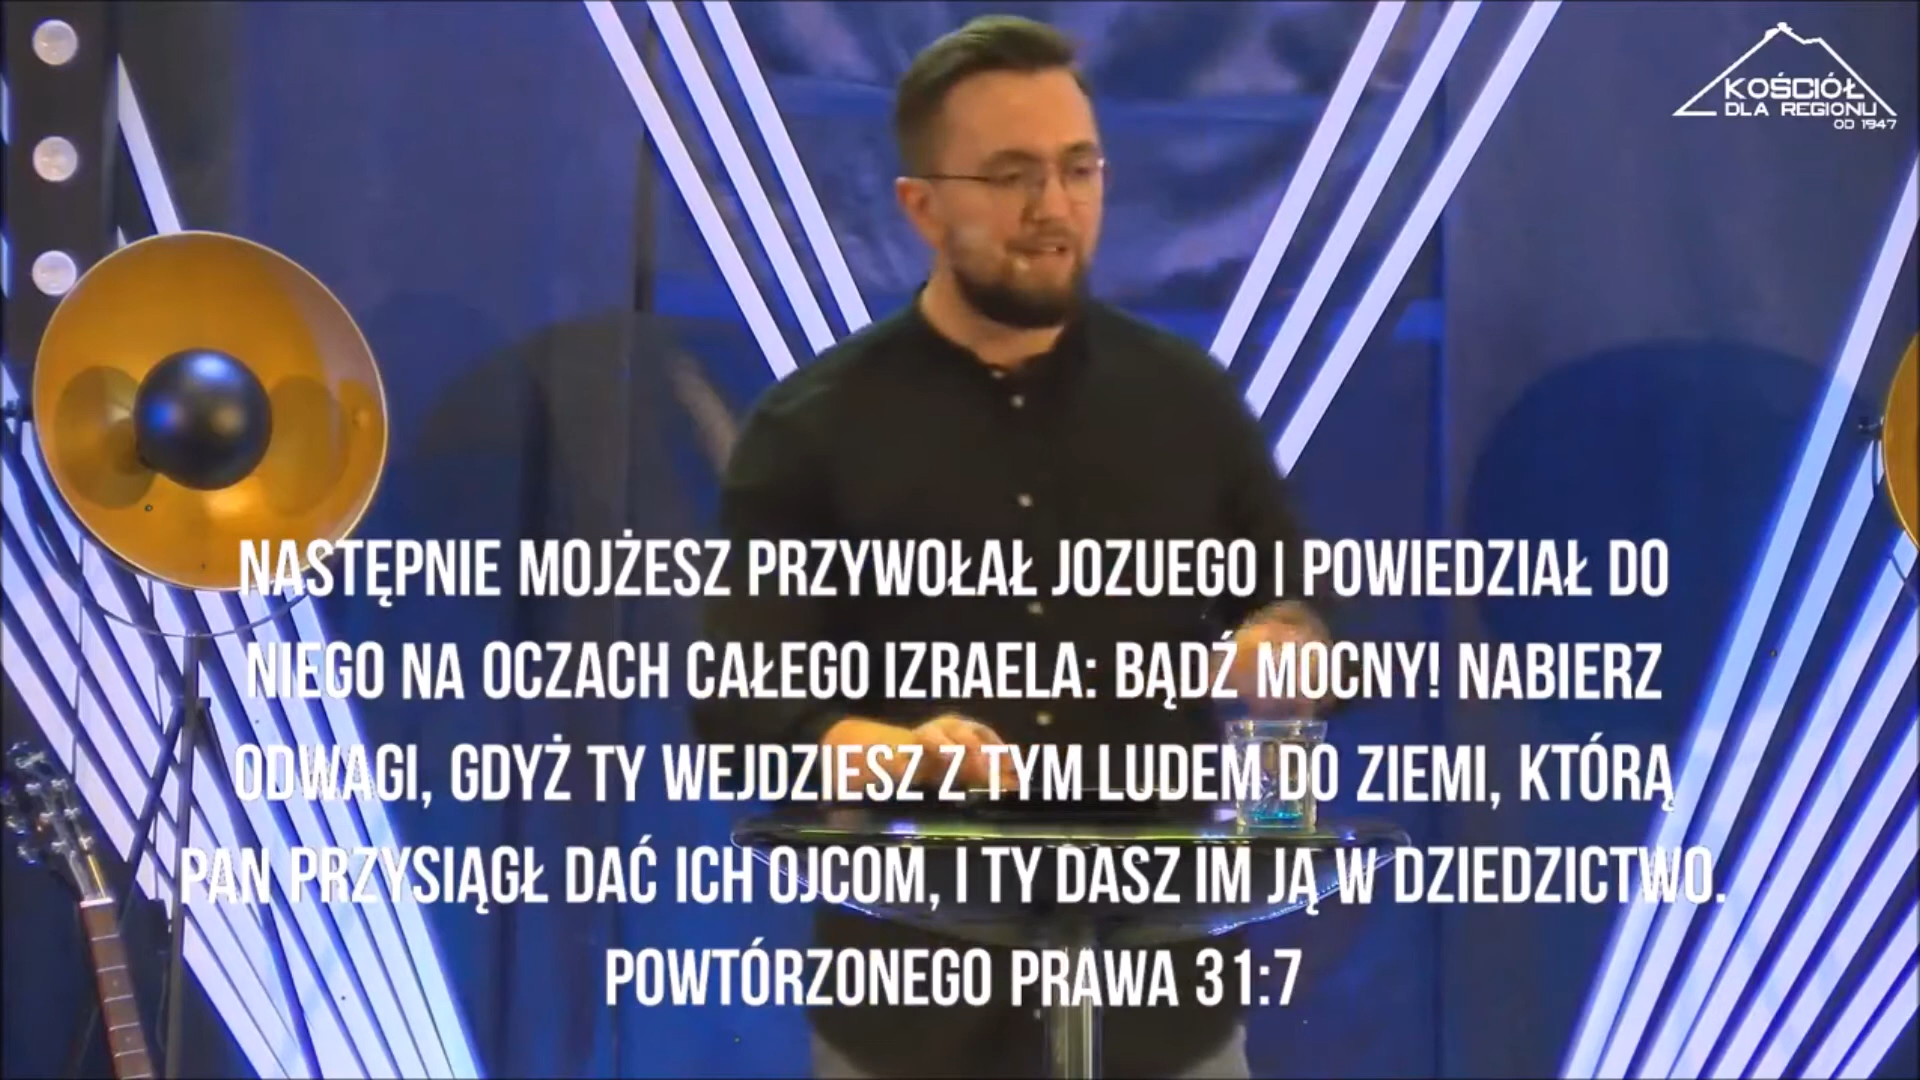 KOŚCIÓŁ
DLA REGIONU
OD 1947
NASTĘPNIE MOJŻESZ PRZYWOŁAŁ JOZUEGO I POWIEDZIAŁ DO
NIEGO NA OCZACH CAŁEGO IZRAELA: BĄDŹ MOCNY! NABIERZ
ODWAGI, GDYŻ TY WEJDZIESZ Z TYM LUDEM DO ZIEMI, KTÓRĄ
PAN PRZYSIĄGŁ DAĆ ICH OJCOM, I TY DASZ IM JĄ W DZIEDZICTWO.
POWTÓRZONEGO PRAWA 31:7